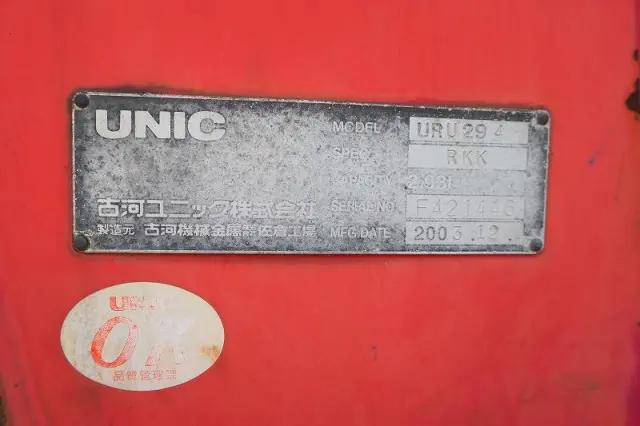 UNIC
MODEL URU294
SPEC. RKK
CAPACITY 2.93t
古河ユニック株式会社
SERIAL NO. F421446
製造元 古河機械金属株式会社佐倉工場
MFG.DATE 2003.12.
UNIC
品質管理課